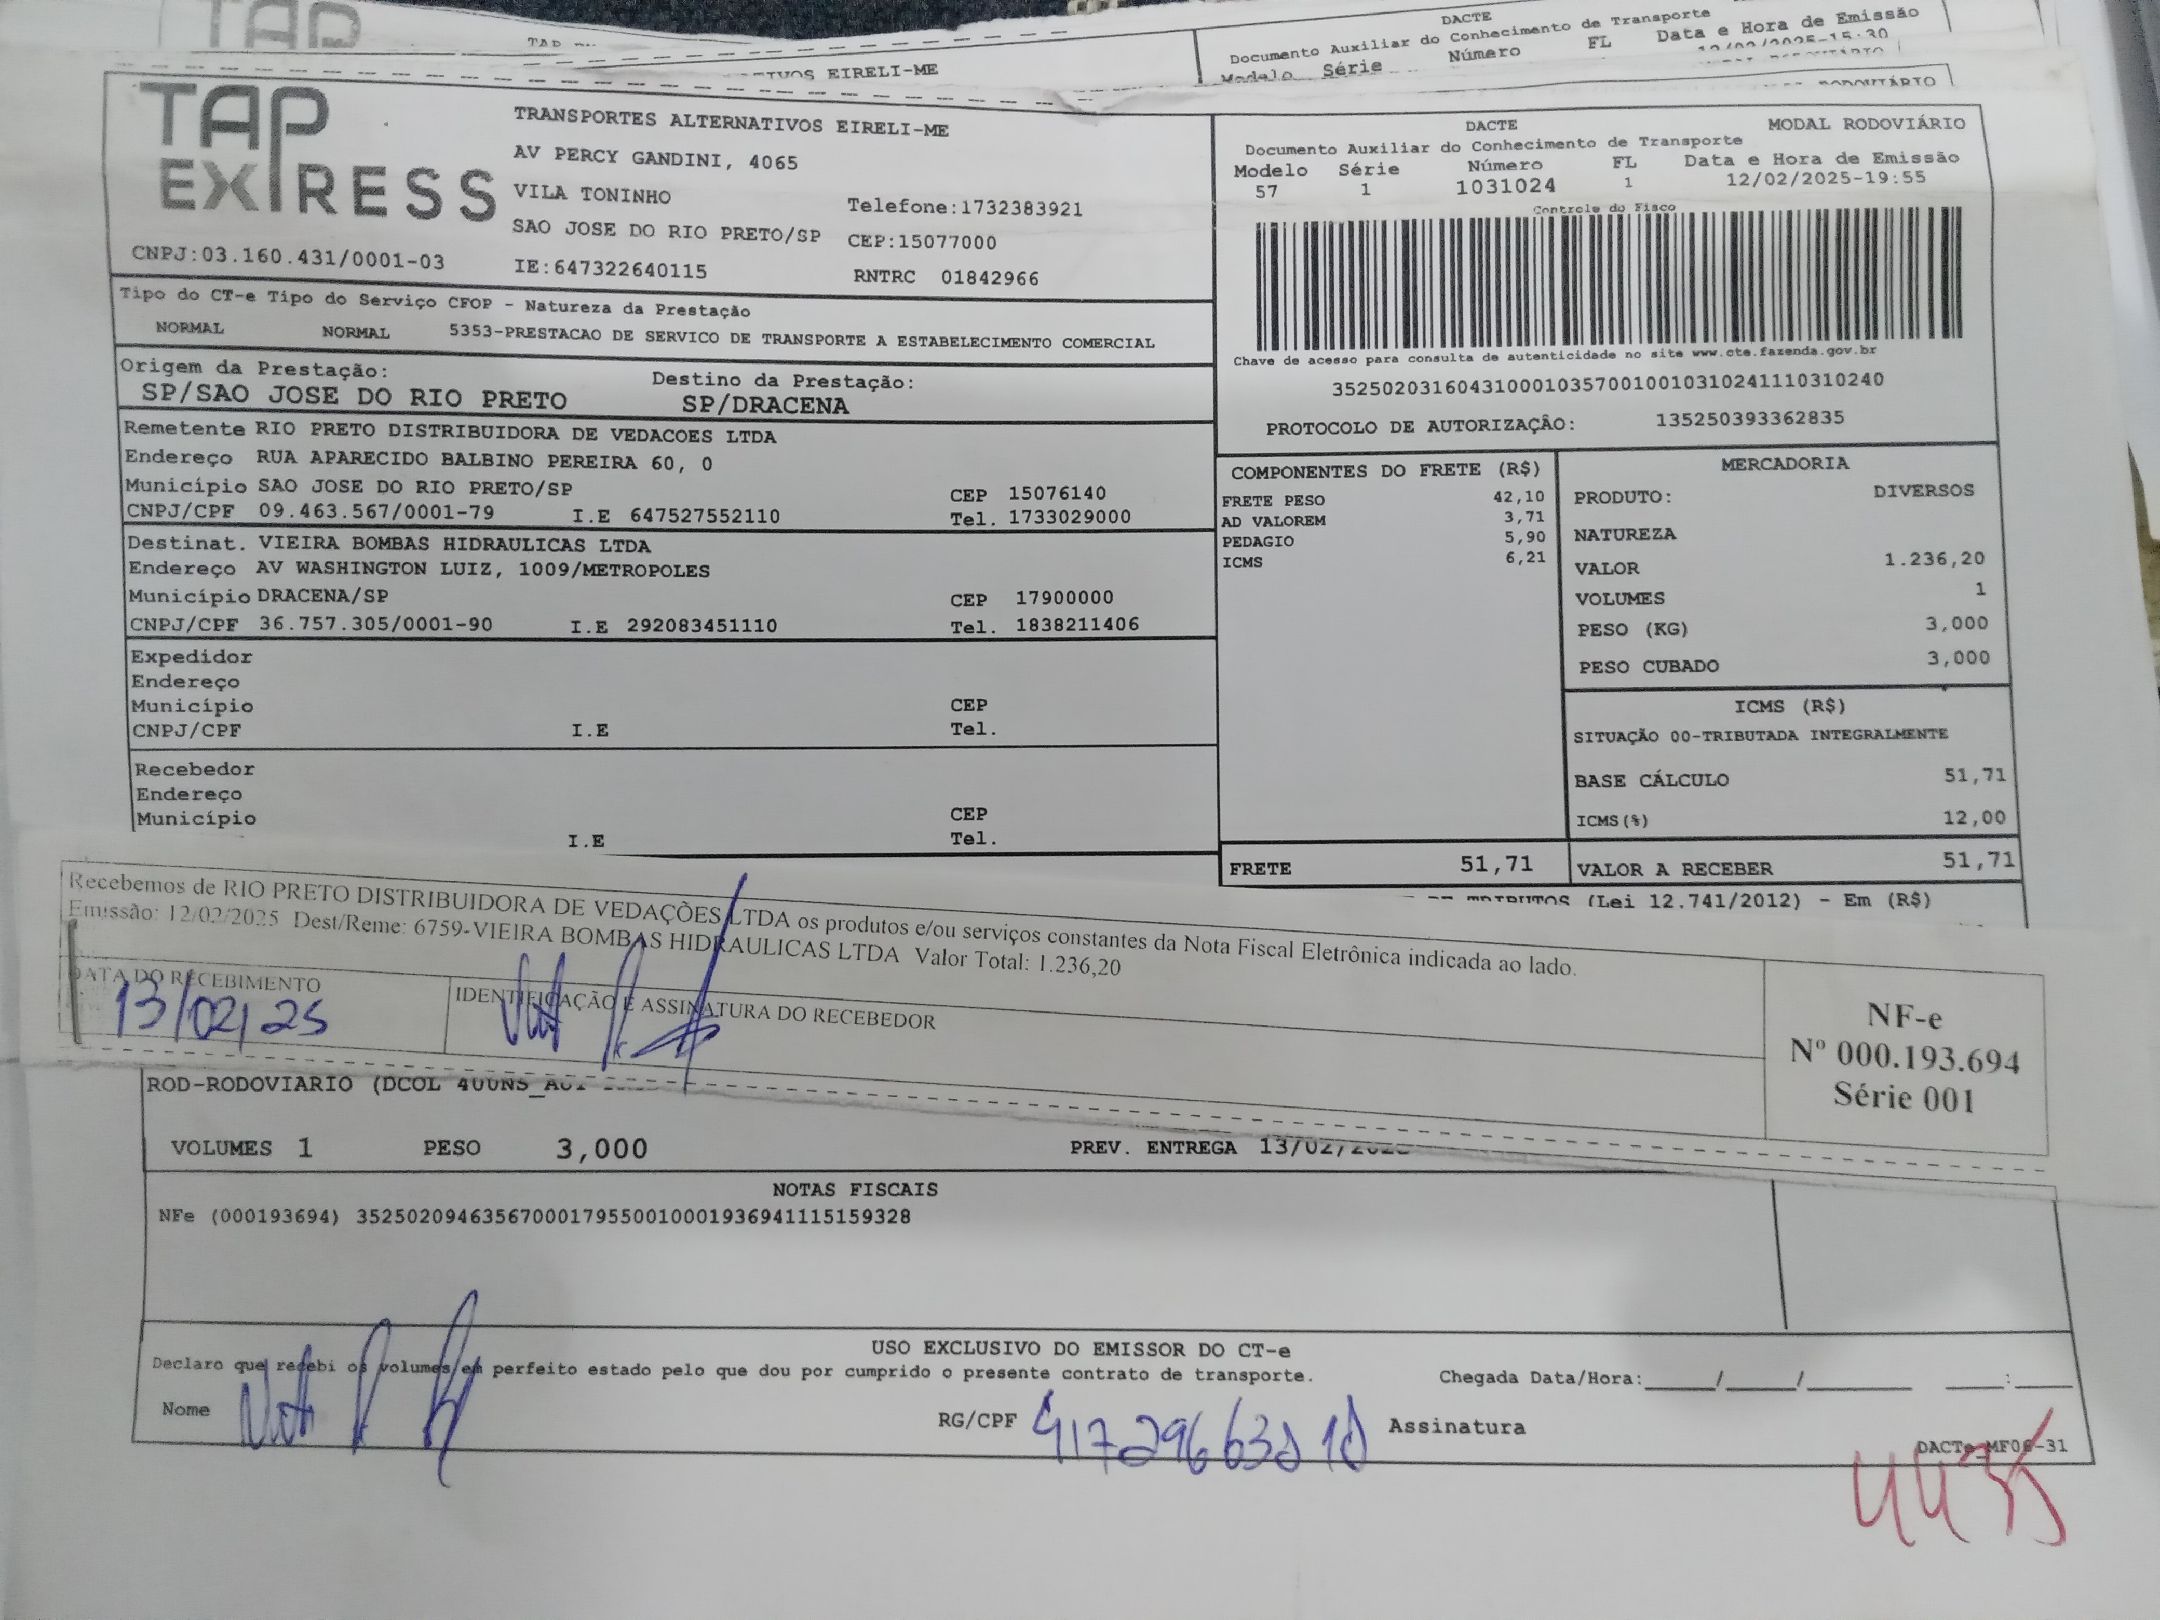 DACTE
Documento Auxiliar do Conhecimento de Transporte
Modelo Série Número FL Data e Hora de Emissão
EIRELI-ME
TAP EXPRESS
CNPJ:03.160.431/0001-03
TRANSPORTES ALTERNATIVOS EIRELI-ME
AV PERCY GANDINI, 4065
VILA TONINHO
Telefone:1732383921
SAO JOSE DO RIO PRETO/SP CEP:15077000
IE:647322640115 RNTRC 01842966
DACTE MODAL RODOVIÁRIO
Documento Auxiliar do Conhecimento de Transporte
Modelo Série Número FL Data e Hora de Emissão
57 1 1031024 1 12/02/2025-19:55
Controle do Fisco
Chave de acesso para consulta de autenticidade no site www.cte.fazenda.gov.br
35250203160431000103570010010310241110310240
PROTOCOLO DE AUTORIZAÇÃO: 135250393362835
Tipo do CT-e Tipo do Serviço CFOP - Natureza da Prestação
NORMAL NORMAL 5353-PRESTACAO DE SERVICO DE TRANSPORTE A ESTABELECIMENTO COMERCIAL
Origem da Prestação: Destino da Prestação:
SP/SAO JOSE DO RIO PRETO SP/DRACENA
Remetente RIO PRETO DISTRIBUIDORA DE VEDACOES LTDA
Endereço RUA APARECIDO BALBINO PEREIRA 60, 0
Município SAO JOSE DO RIO PRETO/SP CEP 15076140
CNPJ/CPF 09.463.567/0001-79 I.E 647527552110 Tel. 1733029000
Destinat. VIEIRA BOMBAS HIDRAULICAS LTDA
Endereço AV WASHINGTON LUIZ, 1009/METROPOLES
Município DRACENA/SP CEP 17900000
CNPJ/CPF 36.757.305/0001-90 I.E 292083451110 Tel. 1838211406
Expedidor
Endereço
Município CEP
CNPJ/CPF I.E Tel.
Recebedor
Endereço
Município CEP
I.E Tel.
COMPONENTES DO FRETE (R$)
FRETE PESO 42,10
AD VALOREM 3,71
PEDAGIO 5,90
ICMS 6,21
FRETE 51,71
MERCADORIA
PRODUTO: DIVERSOS
NATUREZA
VALOR 1.236,20
VOLUMES 1
PESO (KG) 3,000
PESO CUBADO 3,000
ICMS (R$)
SITUAÇÃO 00-TRIBUTADA INTEGRALMENTE
BASE CÁLCULO 51,71
ICMS(%) 12,00
VALOR A RECEBER 51,71
(Lei 12.741/2012) - Em (R$)
Recebemos de RIO PRETO DISTRIBUIDORA DE VEDAÇÕES LTDA os produtos e/ou serviços constantes da Nota Fiscal Eletrônica indicada ao lado.
Emissão: 12/02/2025 Dest/Reme: 6759-VIEIRA BOMBAS HIDRAULICAS LTDA Valor Total: 1.236,20
DATA DO RECEBIMENTO IDENTIFICAÇÃO E ASSINATURA DO RECEBEDOR
13/02/25
NF-e
Nº 000.193.694
Série 001
ROD-RODOVIARIO (DCOL
VOLUMES 1 PESO 3,000 PREV. ENTREGA 13/02/2025
NOTAS FISCAIS
NFe (000193694) 35250209463567000179550010001936941115159328
USO EXCLUSIVO DO EMISSOR DO CT-e
Declaro que recebi os volumes em perfeito estado pelo que dou por cumprido o presente contrato de transporte. Chegada Data/Hora:____/____/______ ___:___
Nome RG/CPF Assinatura
DACTe MF06-31